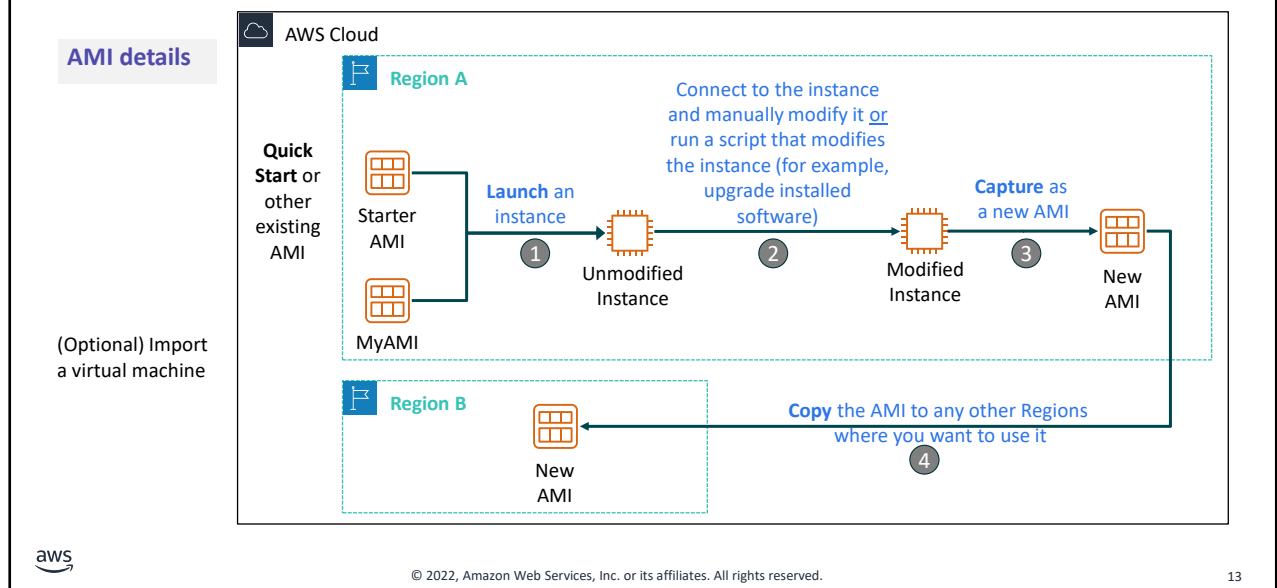 AMI details
AWS Cloud
Region A
Quick
Start or
other
existing
AMI
Starter
AMI
MyAMI
Launch an
instance
1
Unmodified
Instance
Connect to the instance
and manually modify it or
run a script that modifies
the instance (for example,
upgrade installed
software)
2
Modified
Instance
Capture as
a new AMI
3
New
AMI
(Optional) Import
a virtual machine
Region B
New
AMI
Copy the AMI to any other Regions
where you want to use it
4
aws
© 2022, Amazon Web Services, Inc. or its affiliates. All rights reserved.
13